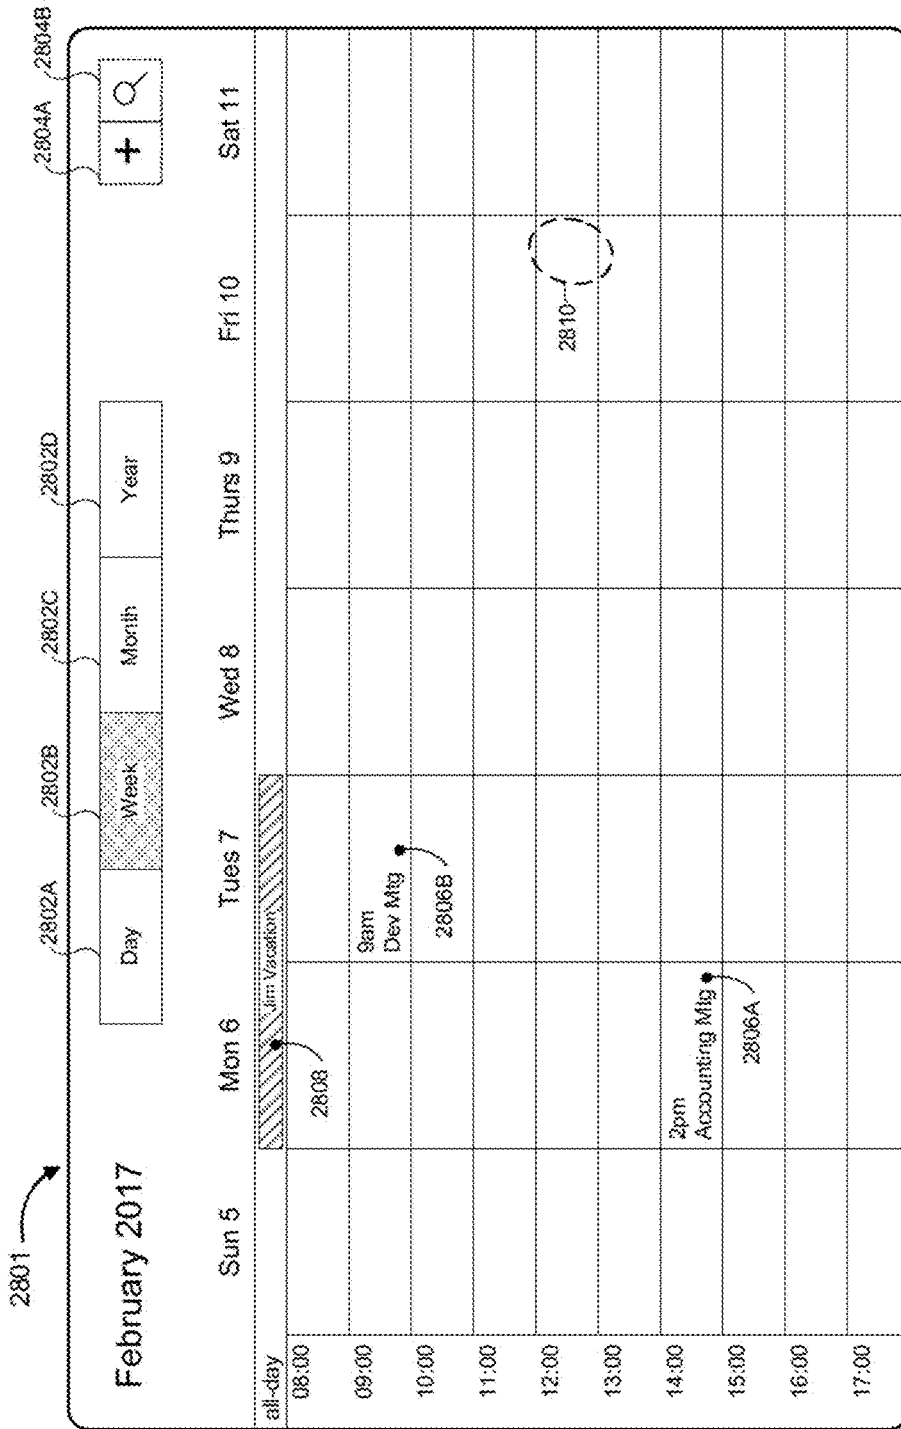 2801
2802A
2802B
2802C
2802D
2804A
2804B
February 2017
Day
Week
Month
Year
+
Sun 5
Mon 6
Tues 7
Wed 8
Thurs 9
Fri 10
Sat 11
all-day
Jim Vacation
2808
08:00
09:00
9am
Dev Mtg
2806B
10:00
11:00
12:00
2810
13:00
14:00
2pm
Accounting Mtg
2806A
15:00
16:00
17:00